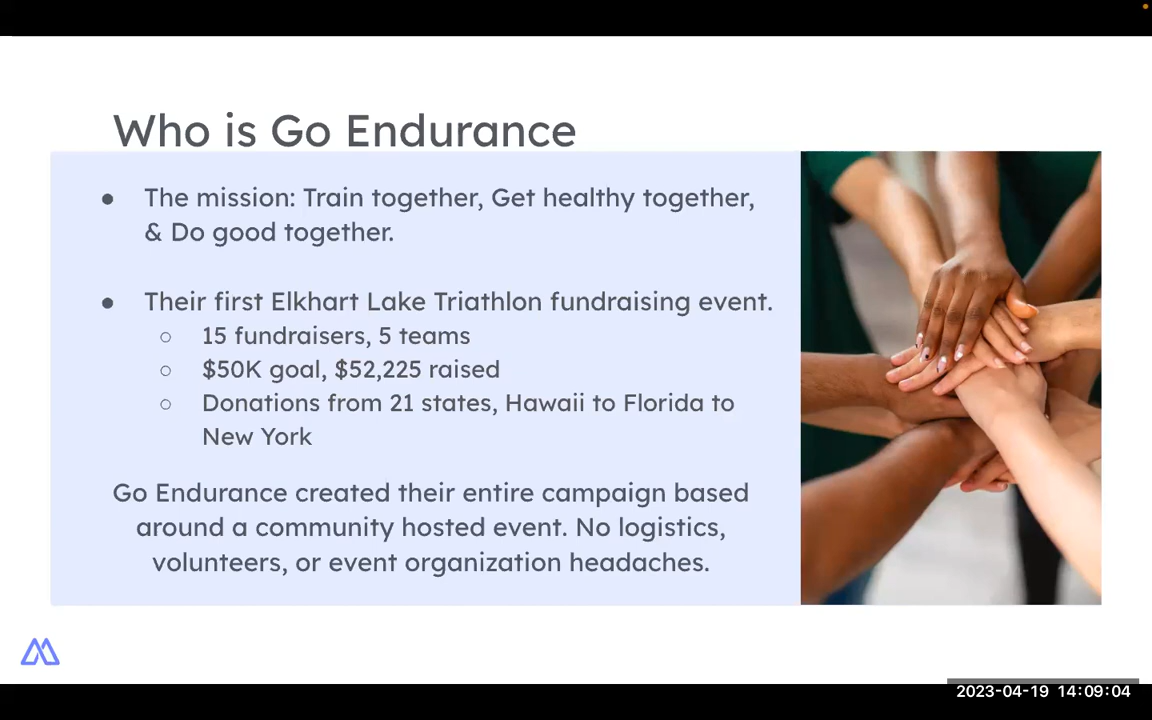 Who is Go Endurance
● The mission: Train together, Get healthy together,
& Do good together.
● Their first Elkhart Lake Triathlon fundraising event.
○ 15 fundraisers, 5 teams
○ $50K goal, $52,225 raised
○ Donations from 21 states, Hawaii to Florida to
New York
Go Endurance created their entire campaign based
around a community hosted event. No logistics,
volunteers, or event organization headaches.
2023-04-19 14:09:04